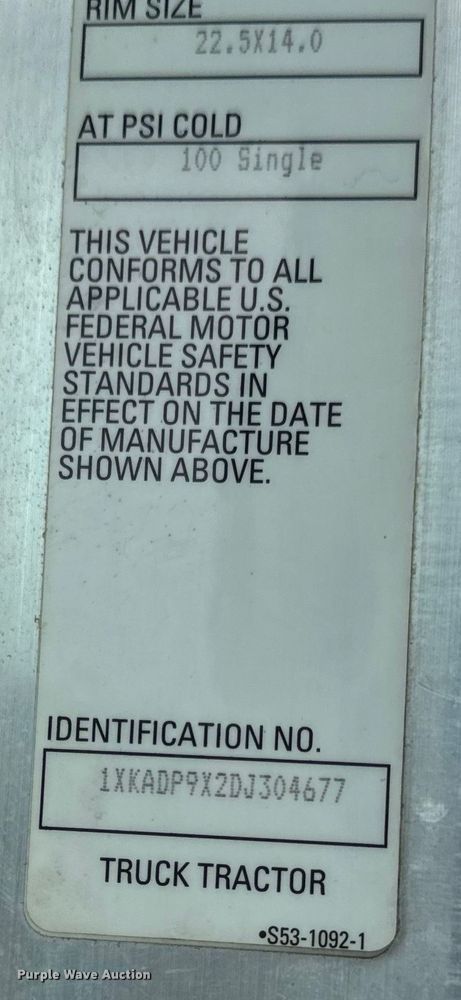 RIM SIZE
22.5X14.0
AT PSI COLD
100 Single
THIS VEHICLE
CONFORMS TO ALL
APPLICABLE U.S.
FEDERAL MOTOR
VEHICLE SAFETY
STANDARDS IN
EFFECT ON THE DATE
OF MANUFACTURE
SHOWN ABOVE.
IDENTIFICATION NO.
1XKADP9X2DJ304677
TRUCK TRACTOR
•S53-1092-1
Purple Wave Auction